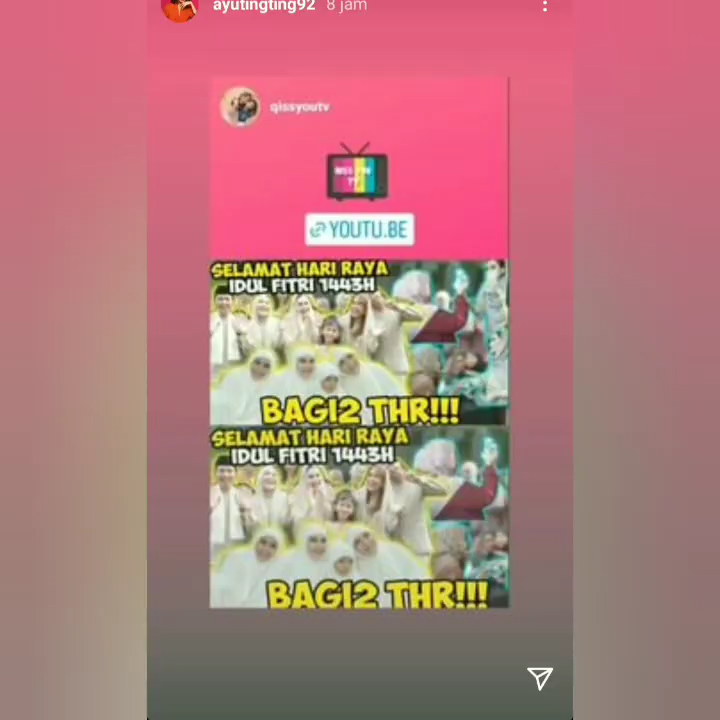 ayutingting92 8 jam
qissyoutv
YOUTU.BE
SELAMAT HARI RAYA
IDUL FITRI 1443H
BAGI2 THR!!!
SELAMAT HARI RAYA
IDUL FITRI 1443H
BAGI2 THR!!!